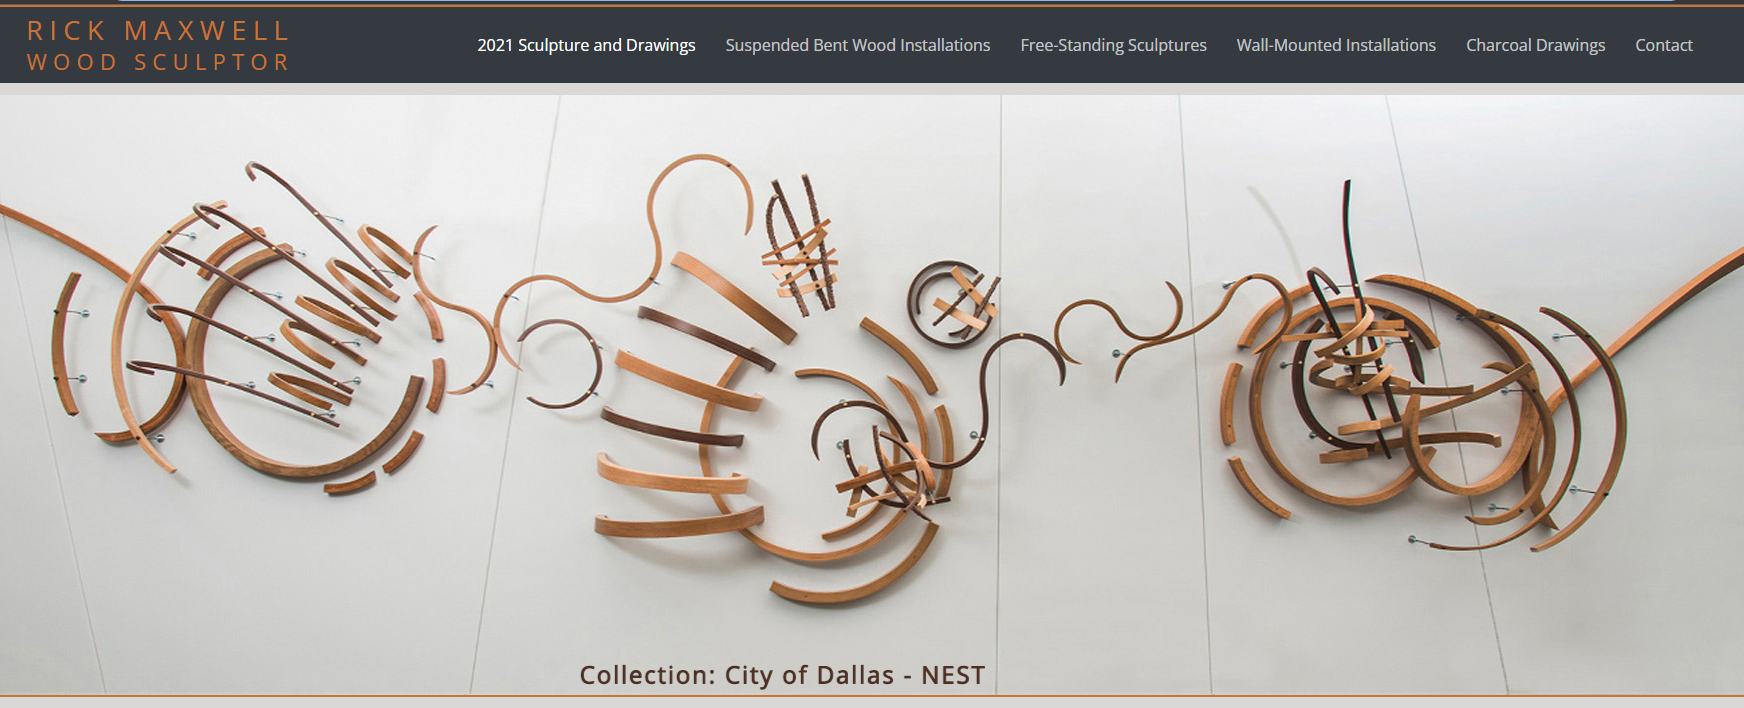 RICK MAXWELL
WOOD SCULPTOR
2021 Sculpture and Drawings Suspended Bent Wood Installations Free-Standing Sculptures Wall-Mounted Installations Charcoal Drawings Contact
Collection: City of Dallas - NEST